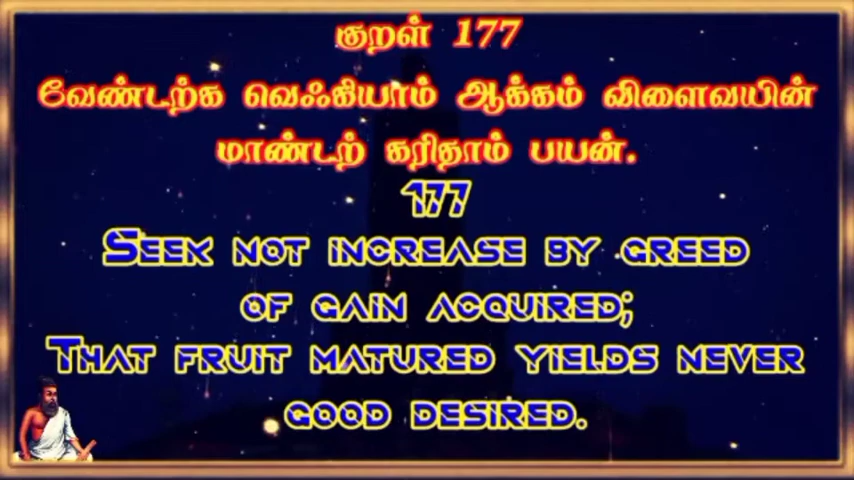 குறள் 177
வேண்டற்க வெஃகியாம் ஆக்கம் விளைவயின்
மாண்டற் கரிதாம் பயன்.
177
Seek not increase by greed
of gain acquired;
That fruit matured yields never
good desired.